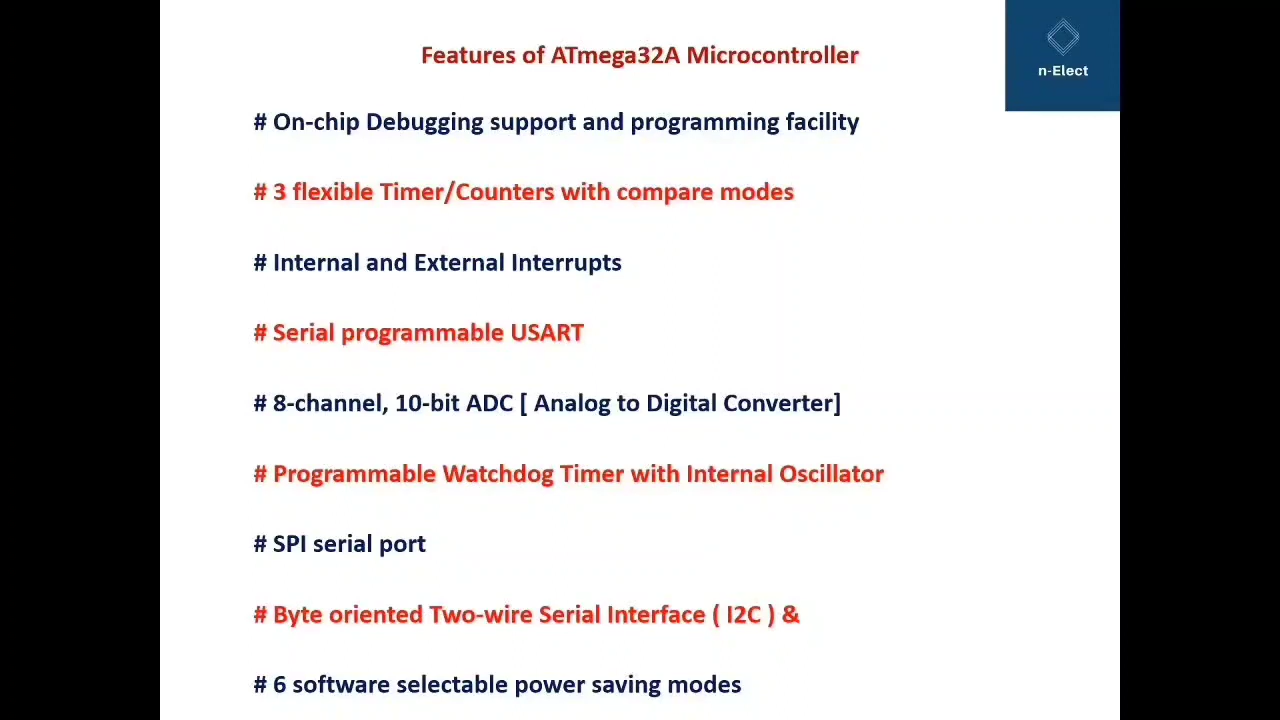 Features of ATmega32A Microcontroller
n-Elect
# On-chip Debugging support and programming facility
# 3 flexible Timer/Counters with compare modes
# Internal and External Interrupts
# Serial programmable USART
# 8-channel, 10-bit ADC [ Analog to Digital Converter]
# Programmable Watchdog Timer with Internal Oscillator
# SPI serial port
# Byte oriented Two-wire Serial Interface ( I2C ) &
# 6 software selectable power saving modes